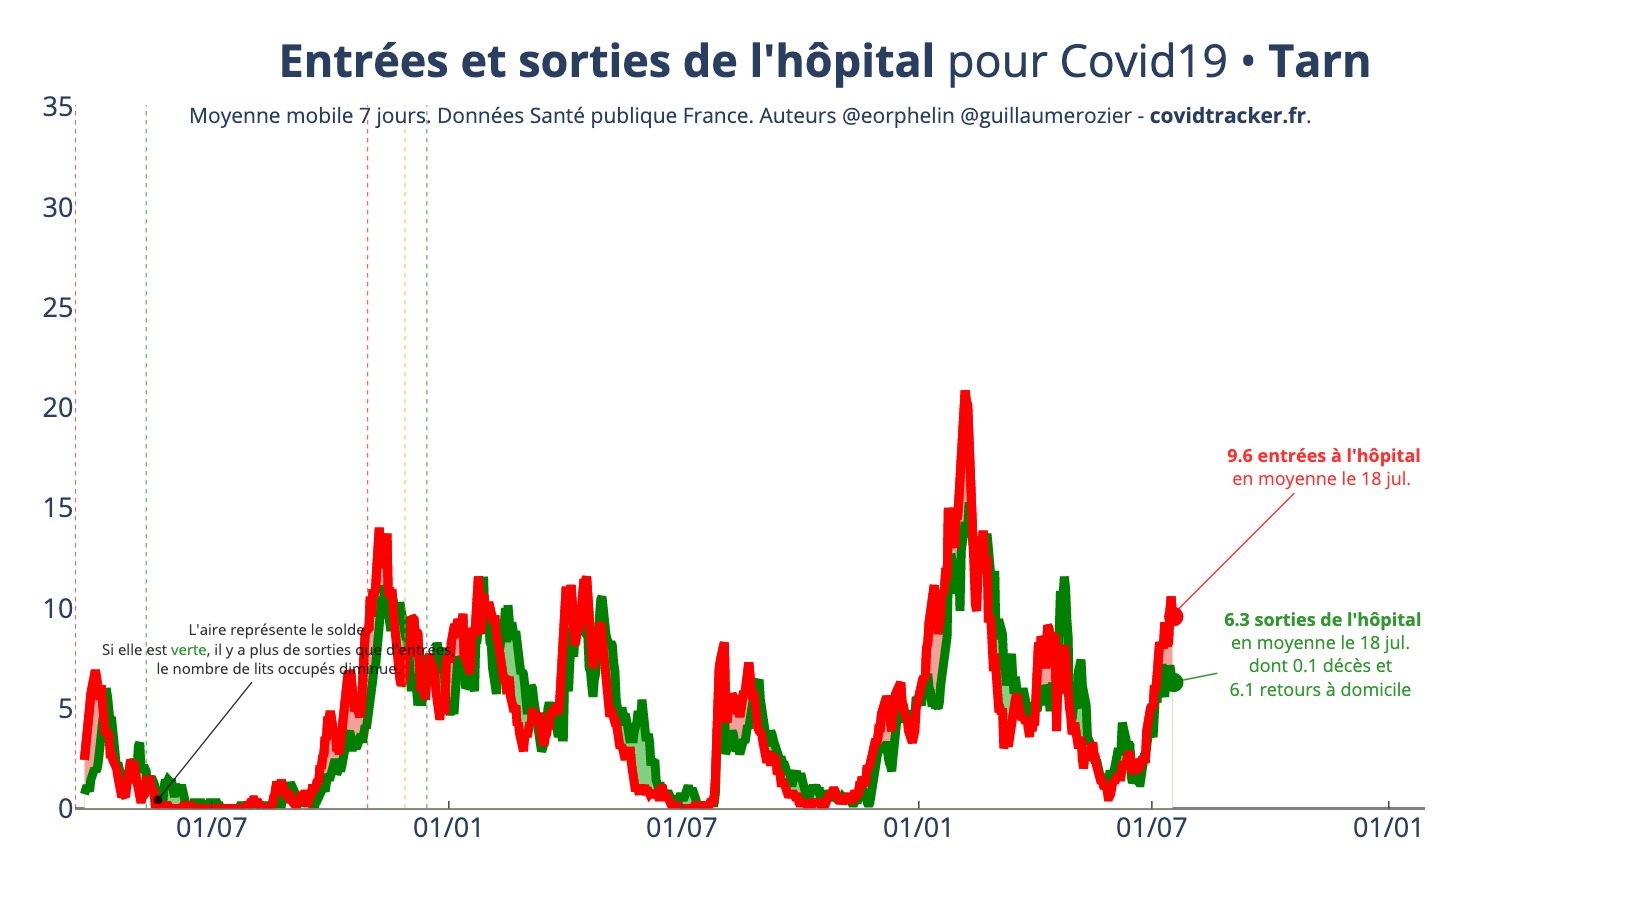 Entrées et sorties de l'hôpital pour Covid19 • Tarn
Moyenne mobile 7 jours. Données Santé publique France. Auteurs @eorphelin @guillaumerozier - covidtracker.fr.
35
30
25
20
15
10
5
0
9.6 entrées à l'hôpital
en moyenne le 18 jul.
6.3 sorties de l'hôpital
en moyenne le 18 jul.
dont 0.1 décès et
6.1 retours à domicile
L'aire représente le solde.
Si elle est verte, il y a plus de sorties que d'entrées,
le nombre de lits occupés diminue.
01/07
01/01
01/07
01/01
01/07
01/01